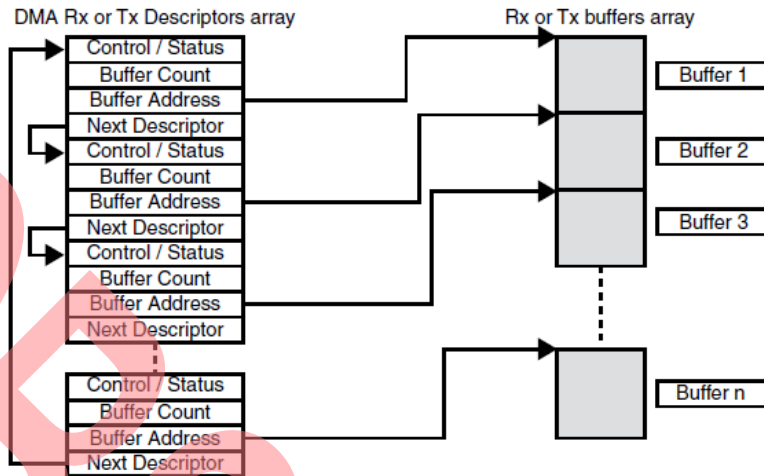 DMA Rx or Tx Descriptors array
Rx or Tx buffers array
Control / Status
Buffer Count
Buffer Address
Next Descriptor
Control / Status
Buffer Count
Buffer Address
Next Descriptor
Control / Status
Buffer Count
Buffer Address
Next Descriptor
Control / Status
Buffer Count
Buffer Address
Next Descriptor
Buffer 1
Buffer 2
Buffer 3
Buffer n